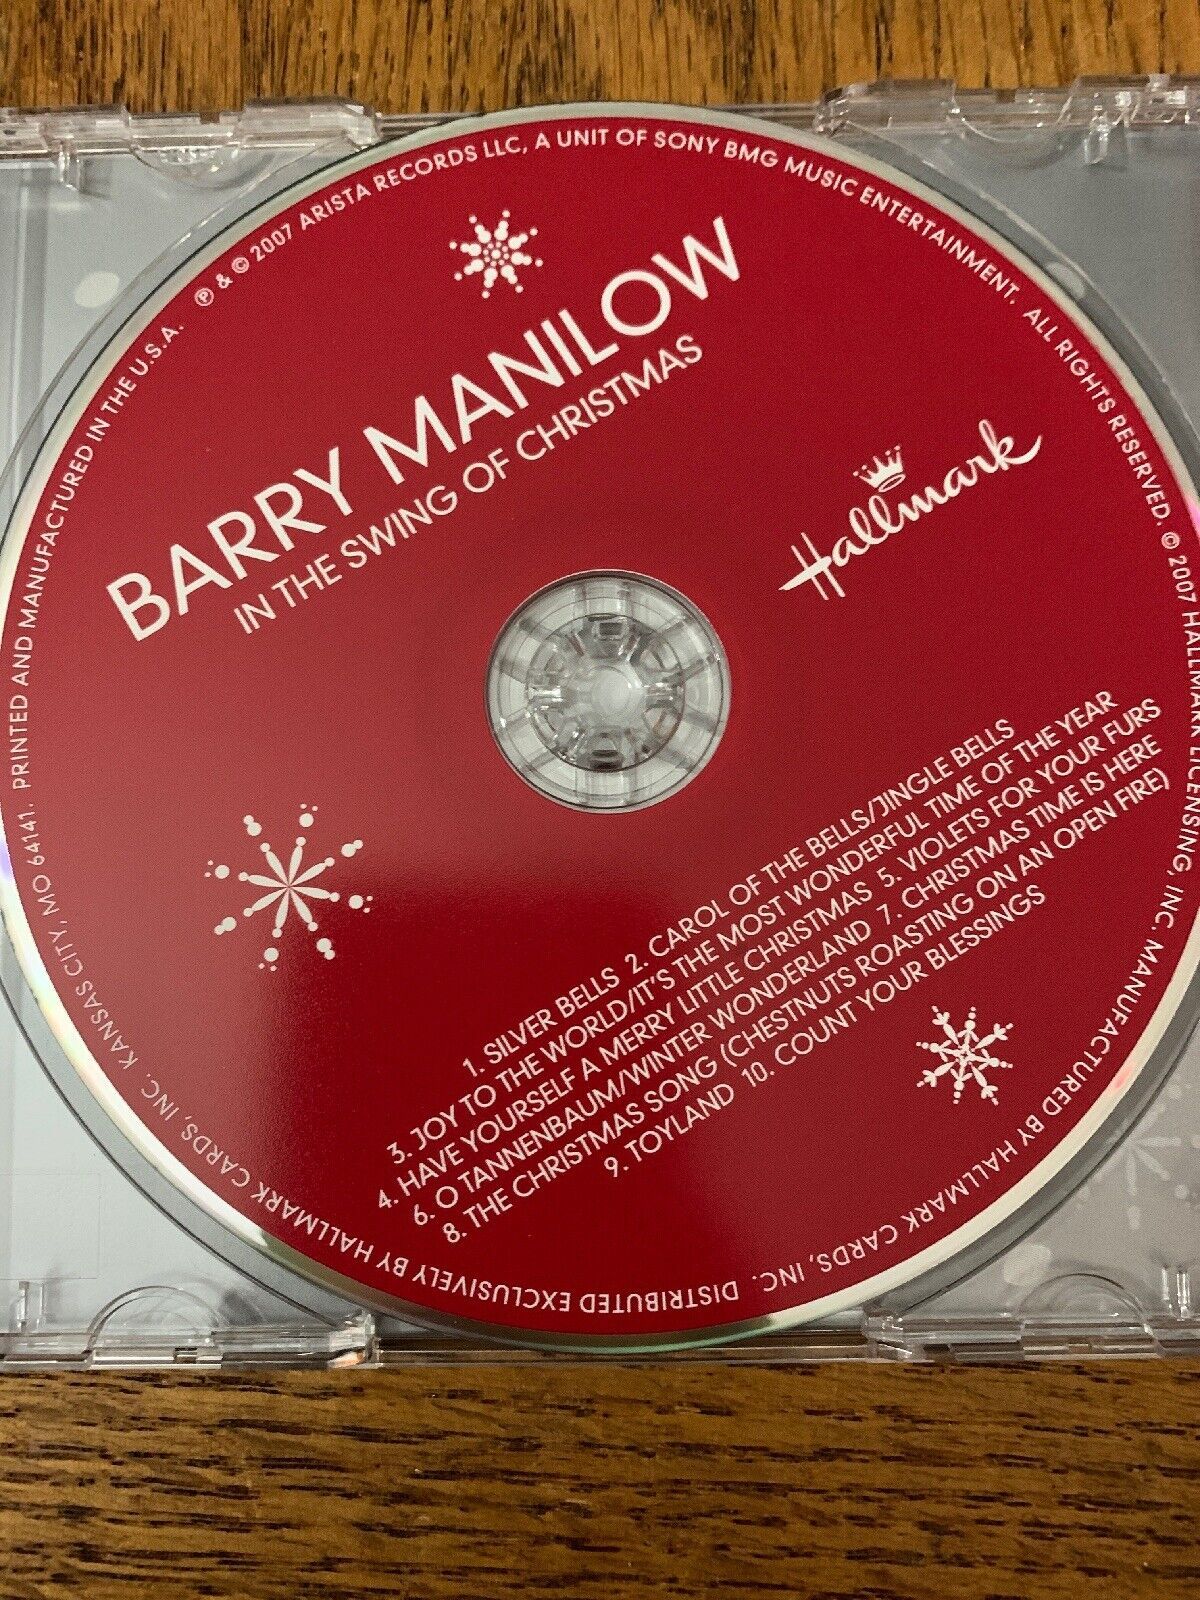 BARRY MANILOW
IN THE SWING OF CHRISTMAS
Hallmark
1. SILVER BELLS 2. CAROL OF THE BELLS/JINGLE BELLS
3. JOY TO THE WORLD/IT'S THE MOST WONDERFUL TIME OF THE YEAR
4. HAVE YOURSELF A MERRY LITTLE CHRISTMAS 5. VIOLETS FOR YOUR FURS
6. O TANNENBAUM/WINTER WONDERLAND 7. CHRISTMAS TIME IS HERE
8. THE CHRISTMAS SONG (CHESTNUTS ROASTING ON AN OPEN FIRE)
9. TOYLAND 10. COUNT YOUR BLESSINGS
℗ & © 2007 ARISTA RECORDS LLC, A UNIT OF SONY BMG MUSIC ENTERTAINMENT. ALL RIGHTS RESERVED. © 2007 HALLMARK LICENSING, INC. MANUFACTURED BY HALLMARK CARDS, INC. DISTRIBUTED EXCLUSIVELY BY HALLMARK CARDS, INC. KANSAS CITY, MO 64141. PRINTED AND MANUFACTURED IN THE U.S.A.